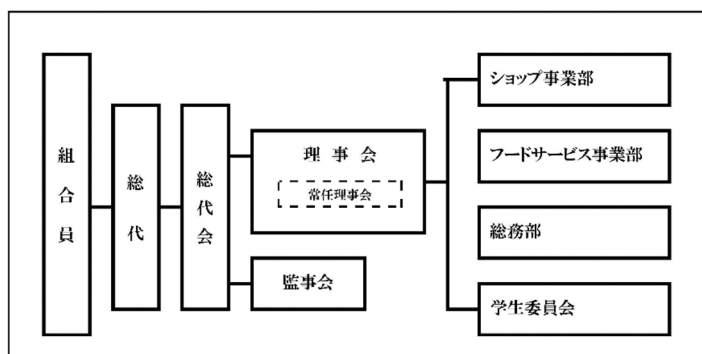 組合員
総代
総代会
理事会
常任理事会
監事会
ショップ事業部
フードサービス事業部
総務部
学生委員会